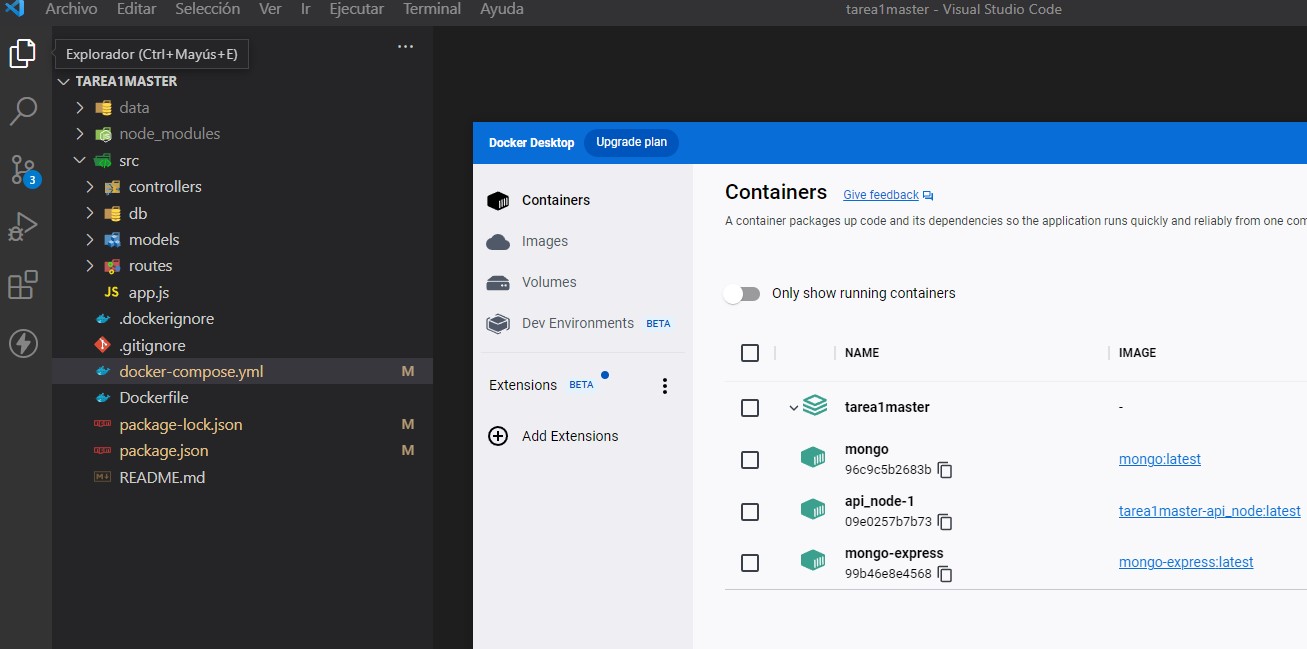 Archivo Editar Selección Ver Ir Ejecutar Terminal Ayuda tarea1master - Visual Studio Code
Explorador (Ctrl+Mayús+E)
TAREA1MASTER
data
node_modules
src
controllers
db
models
routes
JS app.js
.dockerignore
.gitignore
docker-compose.yml M
Dockerfile
package-lock.json M
package.json M
README.md
3
Docker Desktop Upgrade plan
Containers
Images
Volumes
Dev Environments BETA
Extensions BETA
Add Extensions
Containers Give feedback
A container packages up code and its dependencies so the application runs quickly and reliably from one com
Only show running containers
NAME IMAGE
tarea1master -
mongo
96c9c5b2683b mongo:latest
api_node-1
09e0257b7b73 tarea1master-api_node:latest
mongo-express
99b46e8e4568 mongo-express:latest